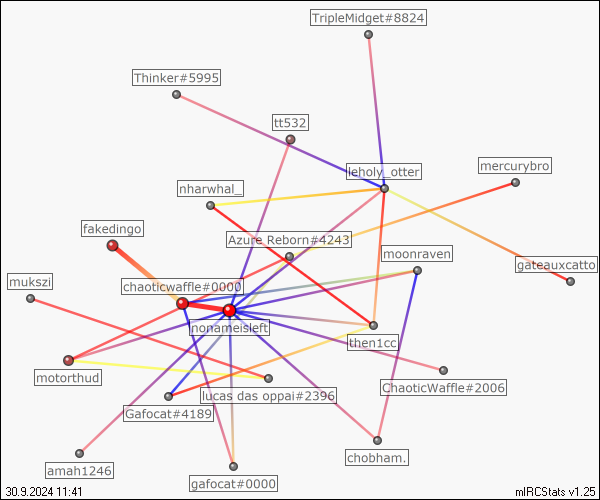 TripleMidget#8824
Thinker#5995
tt532
leholy_otter
mercurybro
nharwhal_
fakedingo
Azure Reborn#4243
moonraven
gateauxcatto
mukszi
chaoticwaffle#0000
nonameisleft
then1cc
motorthud
ChaoticWaffle#2006
lucas das oppai#2396
Gafocat#4189
chobham.
amah1246
gafocat#0000
30.9.2024 11:41
mIRCStats v1.25